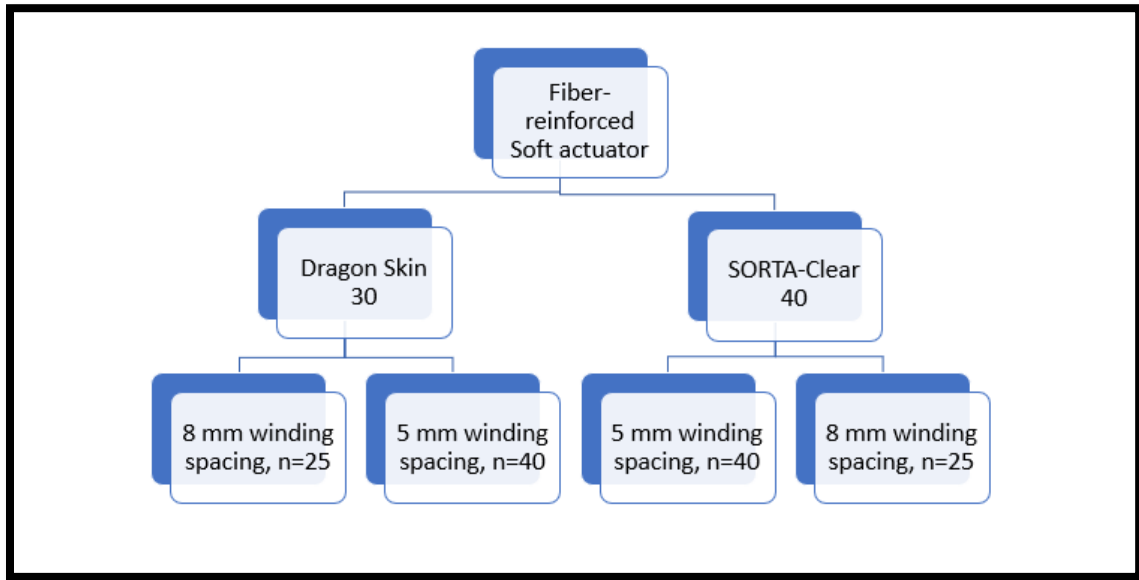 Fiber-
reinforced
Soft actuator
Dragon Skin
30
SORTA-Clear
40
8 mm winding
spacing, n=25
5 mm winding
spacing, n=40
5 mm winding
spacing, n=40
8 mm winding
spacing, n=25